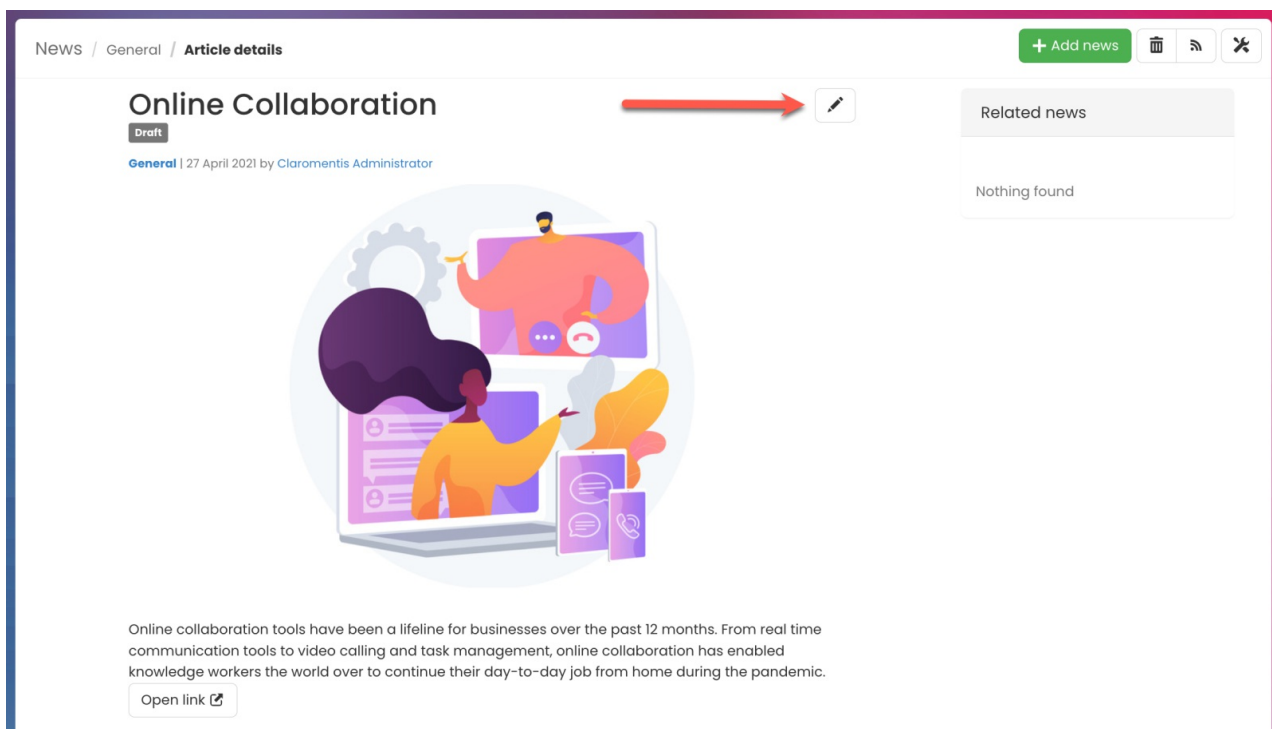 News / General / Article details
+ Add news
Online Collaboration
Draft
General | 27 April 2021 by Claromentis Administrator
Related news
Nothing found
Online collaboration tools have been a lifeline for businesses over the past 12 months. From real time
communication tools to video calling and task management, online collaboration has enabled
knowledge workers the world over to continue their day-to-day job from home during the pandemic.
Open link